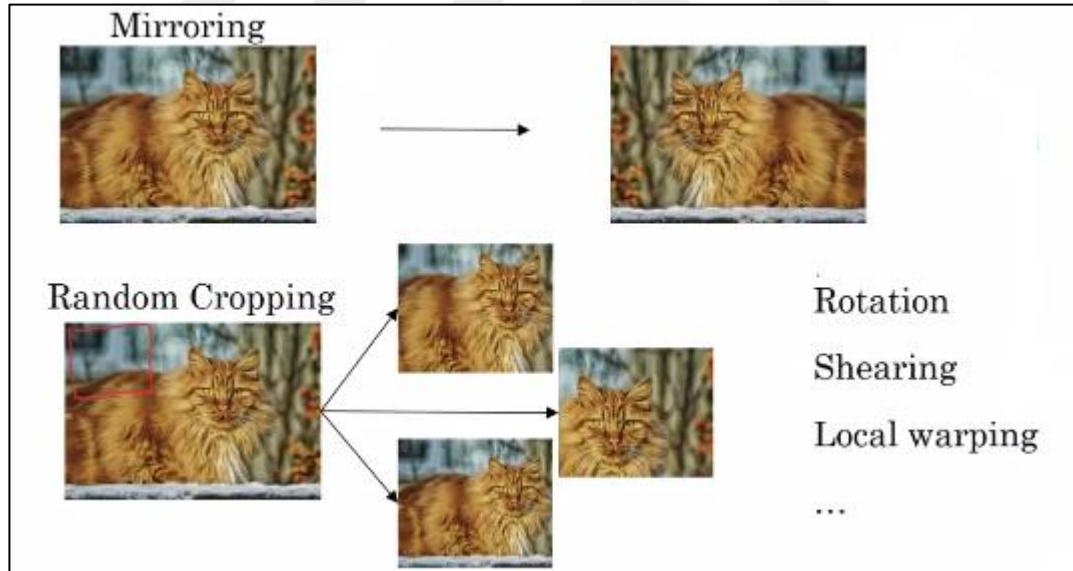 Mirroring
Random Cropping
Rotation
Shearing
Local warping
...